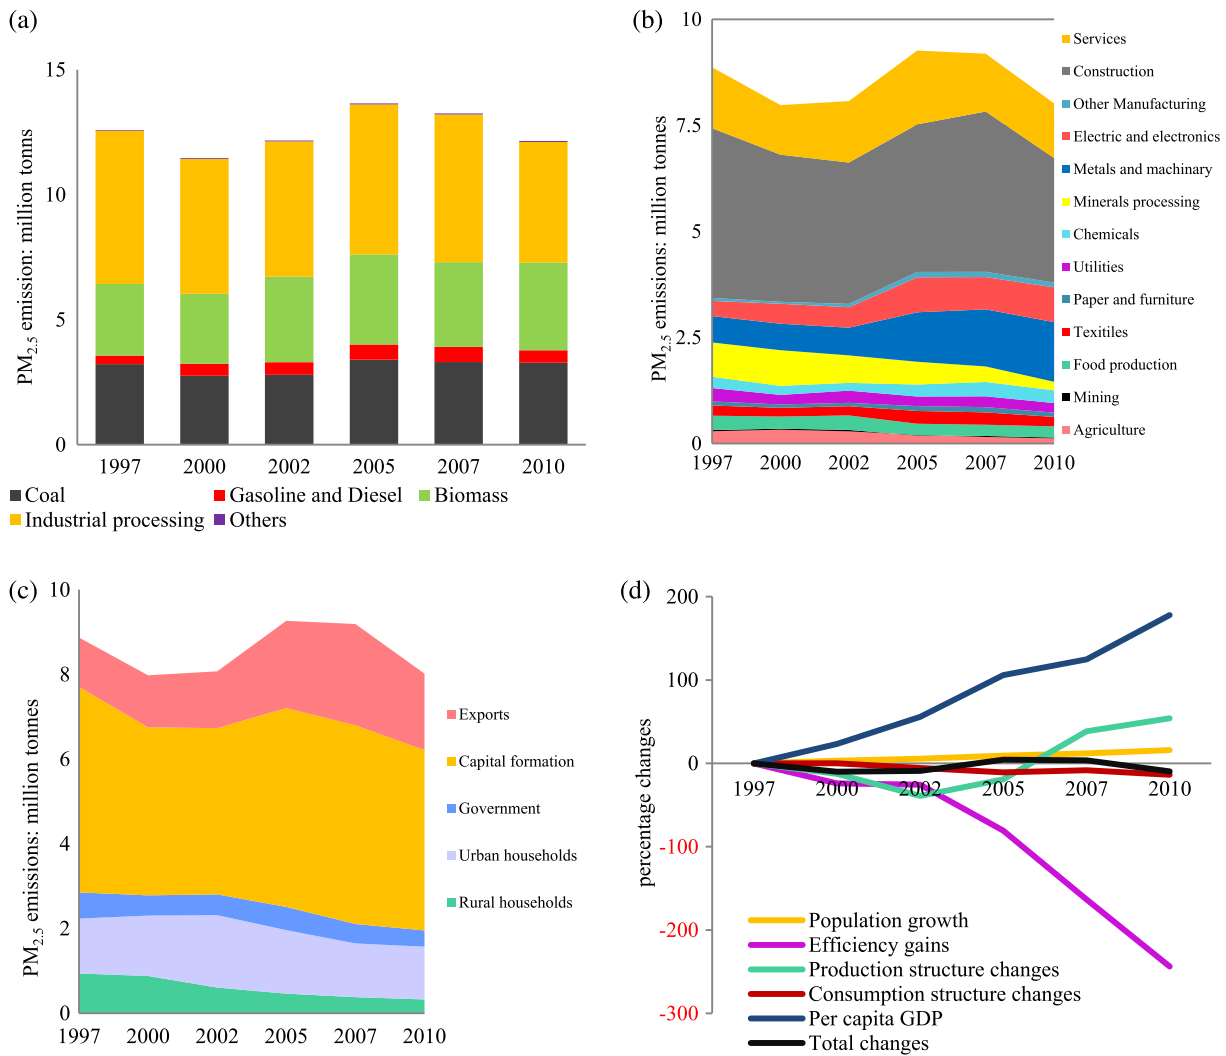 (a)
15
10
5
0
PM2.5 emission: million tonns
1997 2000 2002 2005 2007 2010
Coal Gasoline and Diesel Biomass
Industrial processing Others
(b)
10
7.5
5
2.5
0
PM2.5 emissions: million tonnes
1997 2000 2002 2005 2007 2010
Services
Construction
Other Manufacturing
Electric and electronics
Metals and machinary
Minerals processing
Chemicals
Utilities
Paper and furniture
Texitiles
Food production
Mining
Agriculture
(c)
10
8
6
4
2
0
PM2.5 emissions: million tonnes
1997 2000 2002 2005 2007 2010
Exports
Capital formation
Government
Urban households
Rural households
(d)
200
100
0
-100
-200
-300
percentage changes
1997 2000 2002 2005 2007 2010
Population growth
Efficiency gains
Production structure changes
Consumption structure changes
Per capita GDP
Total changes